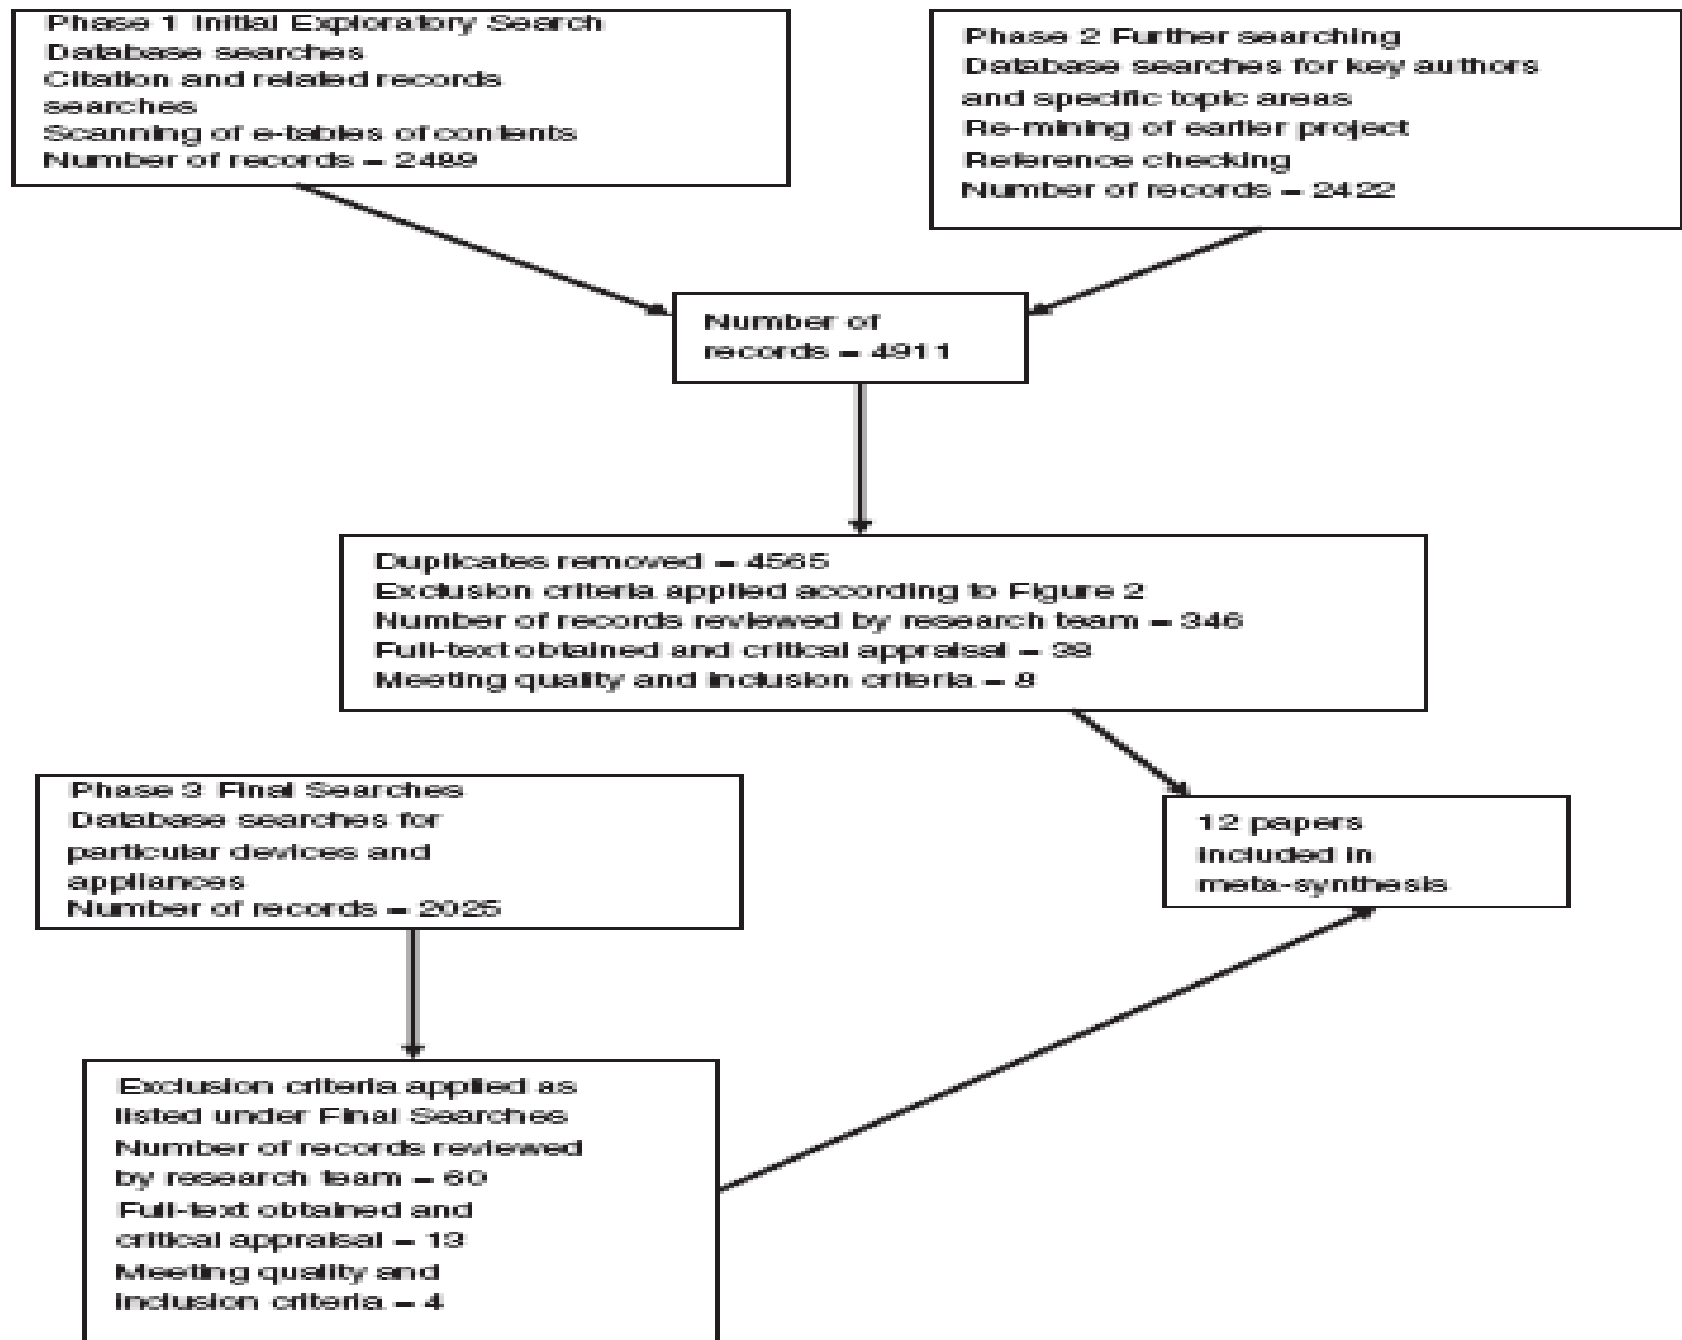 Phase 1 Initial Exploratory Search
Database searches
Citation and related records
searches
Scanning of e-tables of contents
Number of records = 2489
Phase 2 Further searching
Database searches for key authors
and specific topic areas
Re-mining of earlier project
Reference checking
Number of records = 2422
Number of
records = 4911
Duplicates removed = 4565
Exclusion criteria applied according to Figure 2
Number of records reviewed by research team = 346
Full-text obtained and critical appraisal = 38
Meeting quality and inclusion criteria = 8
Phase 3 Final Searches
Database searches for
particular devices and
appliances
Number of records = 2025
12 papers
included in
meta-synthesis
Exclusion criteria applied as
listed under Final Searches
Number of records reviewed
by research team = 60
Full-text obtained and
critical appraisal = 13
Meeting quality and
inclusion criteria = 4